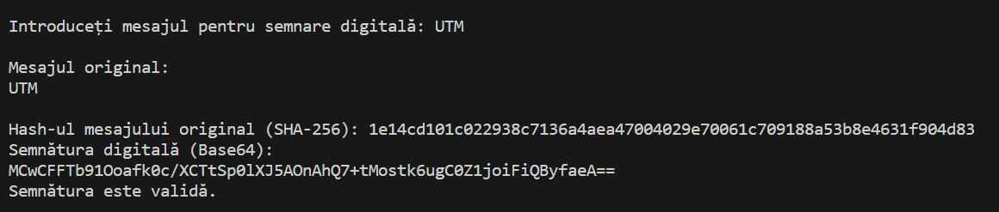 Introduceți mesajul pentru semnare digitală: UTM
Mesajul original:
UTM
Hash-ul mesajului original (SHA-256): 1e14cd101c022938c7136a4aea47004029e70061c709188a53b8e4631f904d83
Semnătura digitală (Base64):
MCwCFFTb91Ooafk0c/XCTtSp0lXJ5AOnAhQ7+tMostk6ugC0Z1joiFiQByfaeA==
Semnătura este validă.